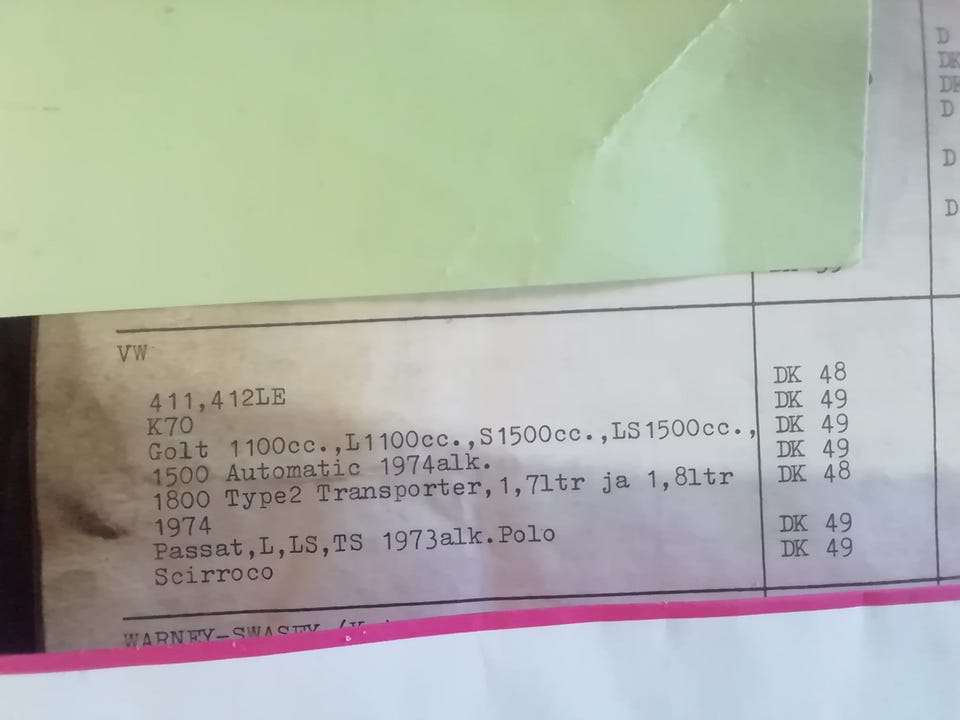 VW
411,412LE DK 48
K70 DK 49
Golt 1100cc.,L1100cc.,S1500cc.,LS1500cc., DK 49
1500 Automatic 1974alk. DK 49
1800 Type2 Transporter,1,7ltr ja 1,8ltr DK 48
1974
Passat,L,LS,TS 1973alk.Polo DK 49
Scirroco DK 49
WARNEY-SWASEY